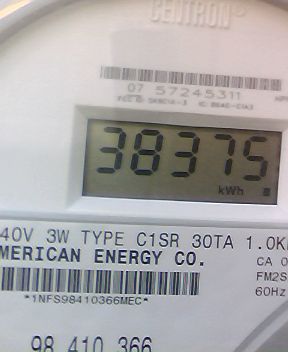 CENTRON®
07 57245311
38375
kWh
40V 3W TYPE C1SR 30TA 1.0K
MERICAN ENERGY CO.
CA 0
FM2S
60Hz
*1NFS98410366MEC*
98 410 366